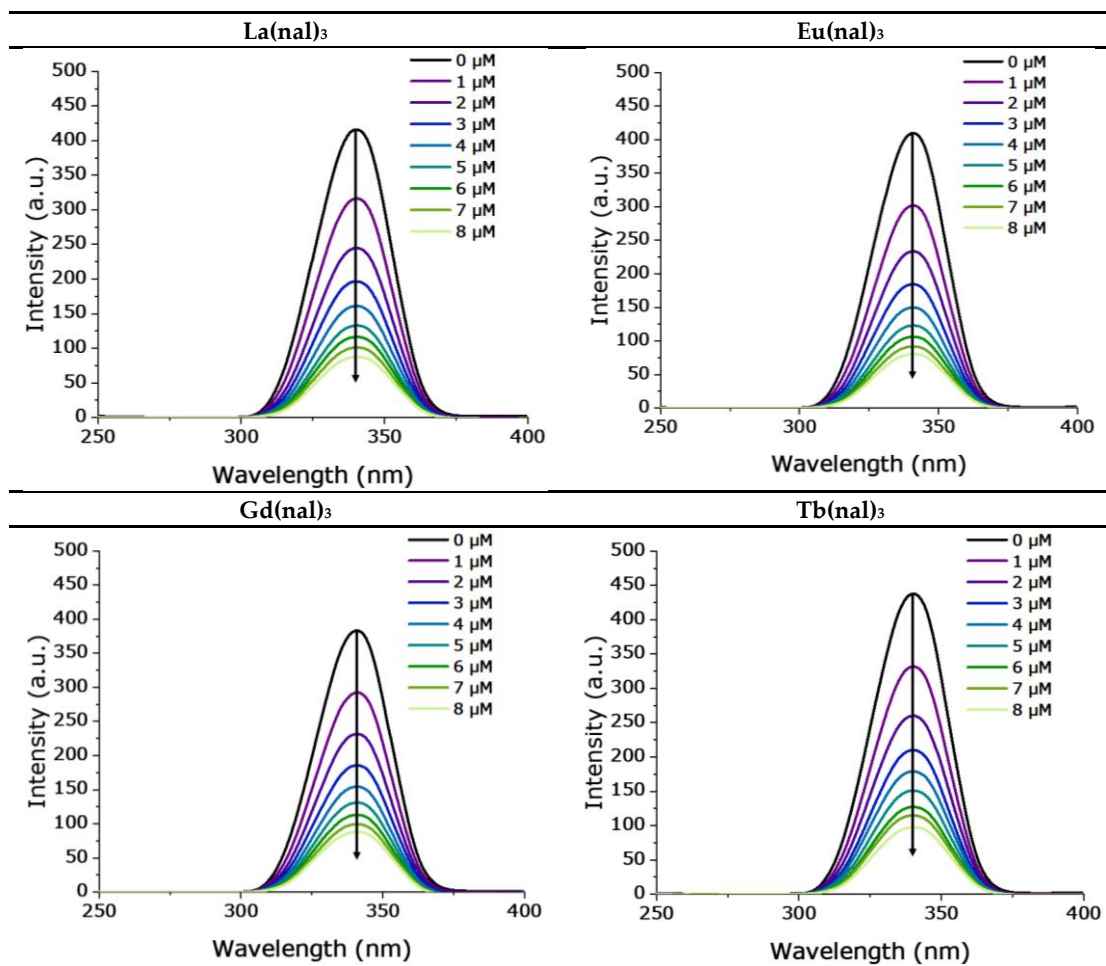 La(nal)₃
Eu(nal)₃
500
450
400
350
300
250
200
150
100
50
0
Intensity (a.u.)
0 µM
1 µM
2 µM
3 µM
4 µM
5 µM
6 µM
7 µM
8 µM
250
300
350
400
Wavelength (nm)
500
450
400
350
300
250
200
150
100
50
0
Intensity (a.u.)
0 µM
1 µM
2 µM
3 µM
4 µM
5 µM
6 µM
7 µM
8 µM
250
300
350
400
Wavelength (nm)
Gd(nal)₃
Tb(nal)₃
500
450
400
350
300
250
200
150
100
50
0
Intensity (a.u.)
0 µM
1 µM
2 µM
3 µM
4 µM
5 µM
6 µM
7 µM
8 µM
250
300
350
400
Wavelength (nm)
500
450
400
350
300
250
200
150
100
50
0
Intensity (a.u.)
0 µM
1 µM
2 µM
3 µM
4 µM
5 µM
6 µM
7 µM
8 µM
250
300
350
400
Wavelength (nm)